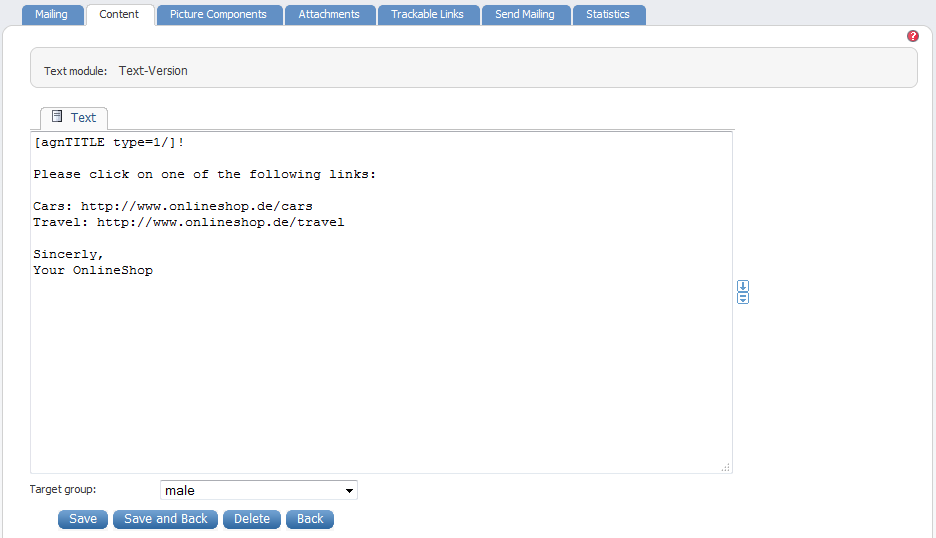 Mailing Content Picture Components Attachments Trackable Links Send Mailing Statistics
?
Text module: Text-Version
Text
[agnTITLE type=1/]!
Please click on one of the following links:
Cars: http://www.onlineshop.de/cars
Travel: http://www.onlineshop.de/travel
Sincerly,
Your OnlineShop
Target group: male
Save Save and Back Delete Back